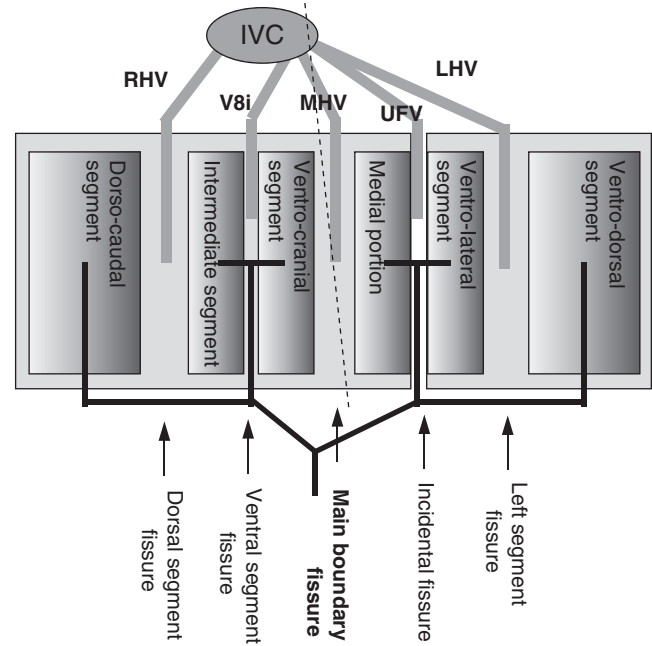 IVC
RHV
V8i
MHV
UFV
LHV
Dorso-caudal
segment
Intermediate segment
Ventro-cranial
segment
Medial portion
Ventro-lateral
segment
Ventro-dorsal
segment
Dorsal segment
fissure
Ventral segment
fissure
Main boundary
fissure
Incidental fissure
Left segment
fissure